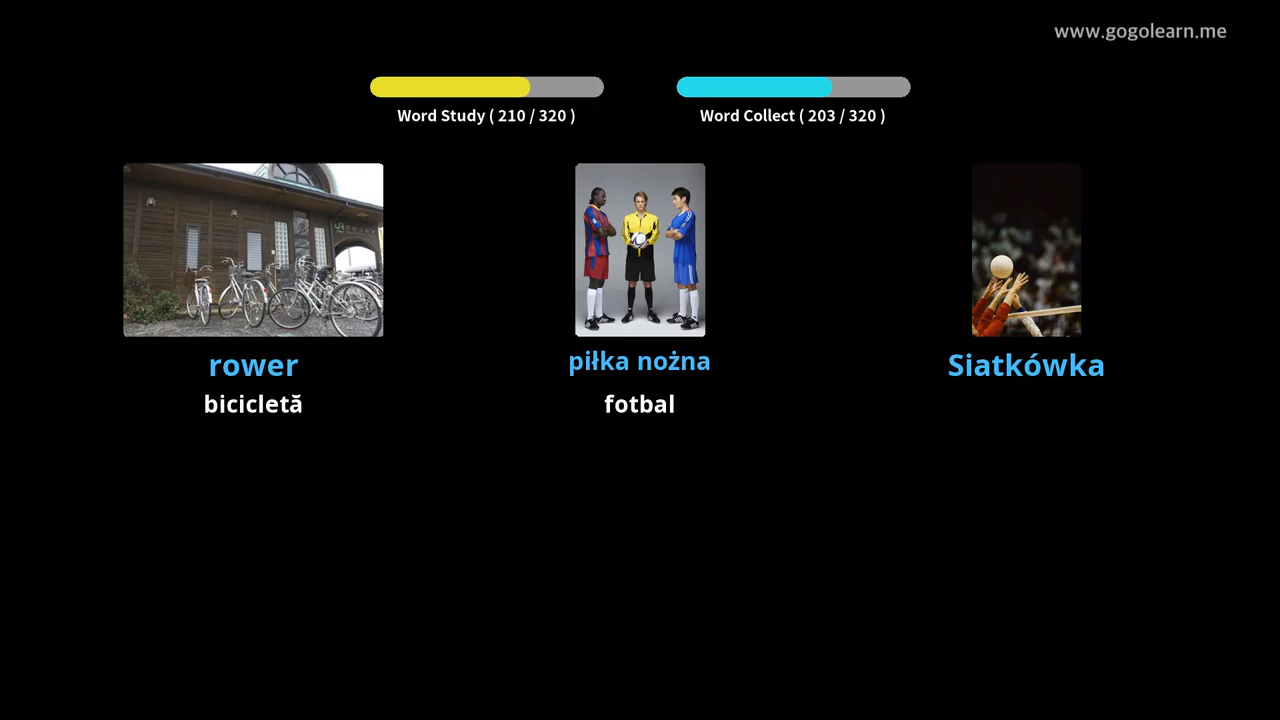 www.gogolearn.me
Word Study ( 210 / 320 )
Word Collect ( 203 / 320 )
rower
piłka nożna
Siatkówka
bicicletă
fotbal